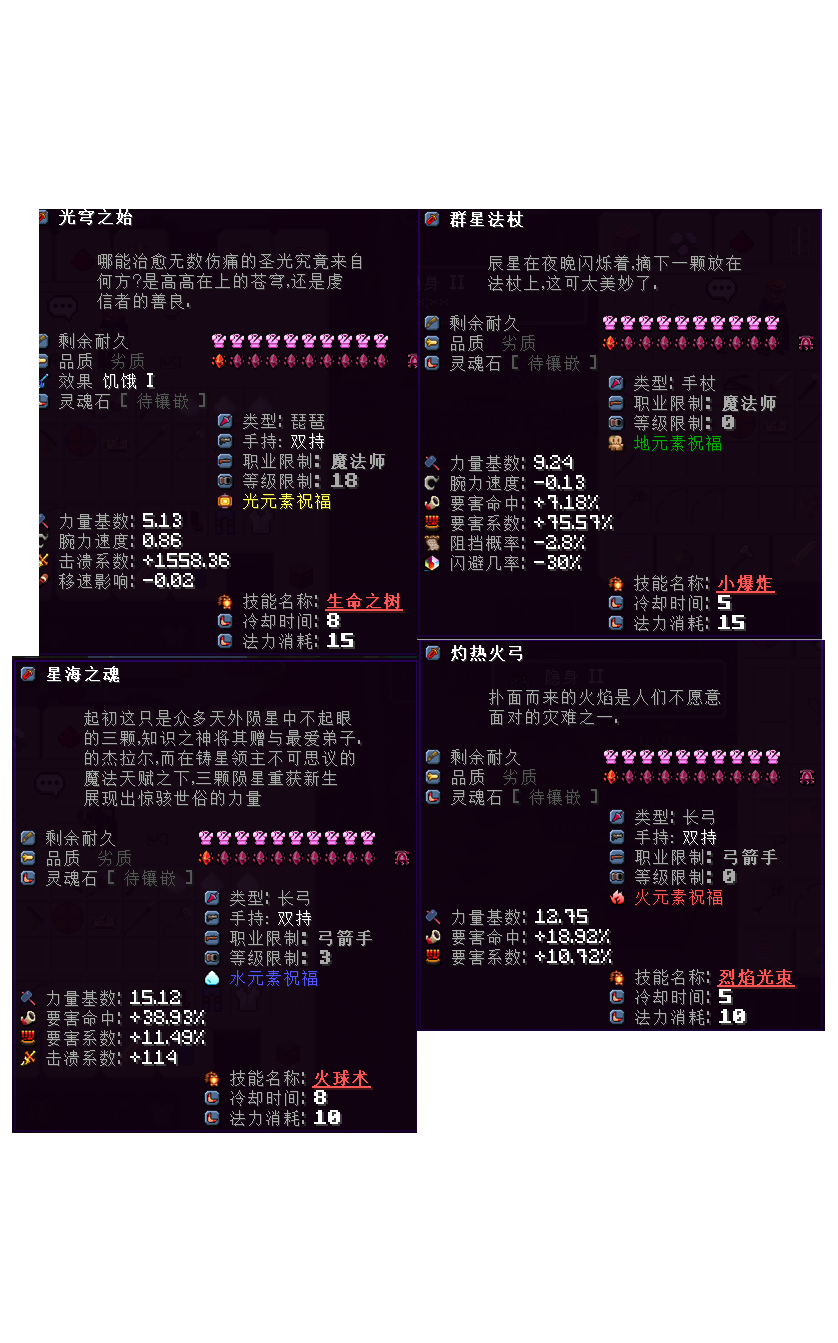 光穹之始
哪能治愈无数伤痛的圣光究竟来自
何方?是高高在上的苍穹,还是虔
信者的善良.
剩余耐久
品质 劣质
效果 饥饿 I
灵魂石 [ 待镶嵌 ]
类型: 琵琶
手持: 双持
职业限制: 魔法师
等级限制: 18
光元素祝福
力量基数: 5.13
腕力速度: 0.86
击溃系数: +1558.36
移速影响: -0.02
技能名称: 生命之树
冷却时间: 8
法力消耗: 15
群星法杖
辰星在夜晚闪烁着,摘下一颗放在
法杖上,这可太美妙了.
剩余耐久
品质 劣质
灵魂石 [ 待镶嵌 ]
类型: 手杖
职业限制: 魔法师
等级限制: 0
地元素祝福
力量基数: 9.24
腕力速度: -0.13
要害命中: +7.18%
要害系数: +75.57%
阻挡概率: -2.8%
闪避几率: -30%
技能名称: 小爆炸
冷却时间: 5
法力消耗: 15
星海之魂
起初这只是众多天外陨星中不起眼
的三颗,知识之神将其赠与最爱弟子.
的杰拉尔,而在铸星领主不可思议的
魔法天赋之下,三颗陨星重获新生
展现出惊骇世俗的力量
剩余耐久
品质 劣质
灵魂石 [ 待镶嵌 ]
类型: 长弓
手持: 双持
职业限制: 弓箭手
等级限制: 3
水元素祝福
力量基数: 15.12
要害命中: +38.93%
要害系数: +11.49%
击溃系数: +114
技能名称: 火球术
冷却时间: 8
法力消耗: 10
灼热火弓
隐身 II
扑面而来的火焰是人们不愿意
面对的灾难之一.
剩余耐久
品质 劣质
灵魂石 [ 待镶嵌 ]
类型: 长弓
手持: 双持
职业限制: 弓箭手
等级限制: 0
火元素祝福
力量基数: 12.75
要害命中: +18.92%
要害系数: +10.72%
技能名称: 烈焰光束
冷却时间: 5
法力消耗: 10